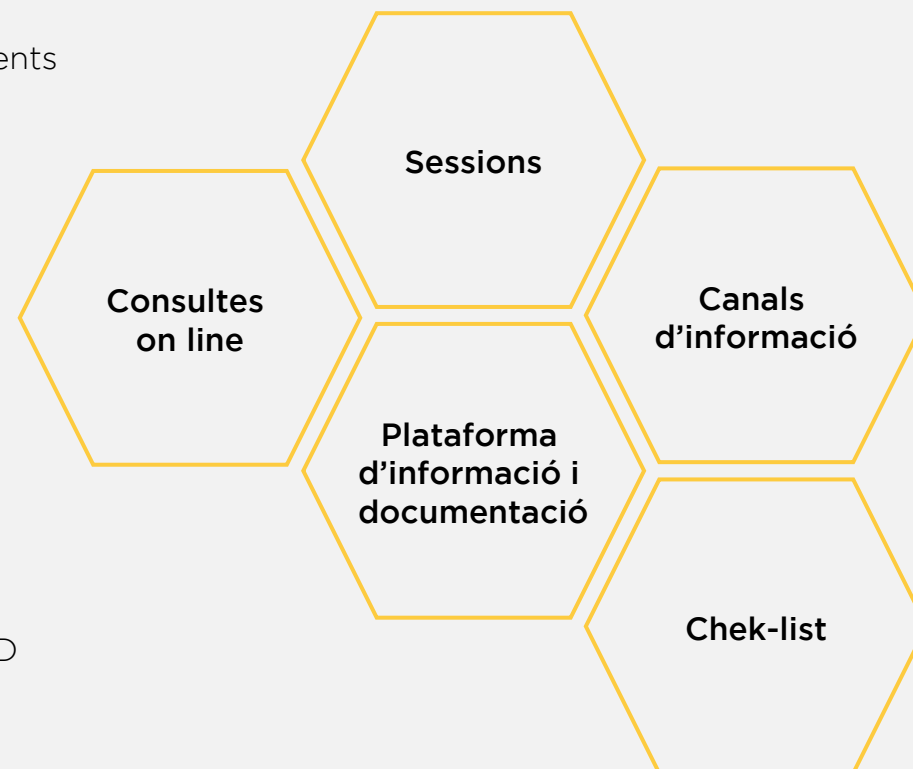 ents
Sessions
Consultes
on line
Canals
d’informació
Plataforma
d’informació i
documentació
Chek-list
D